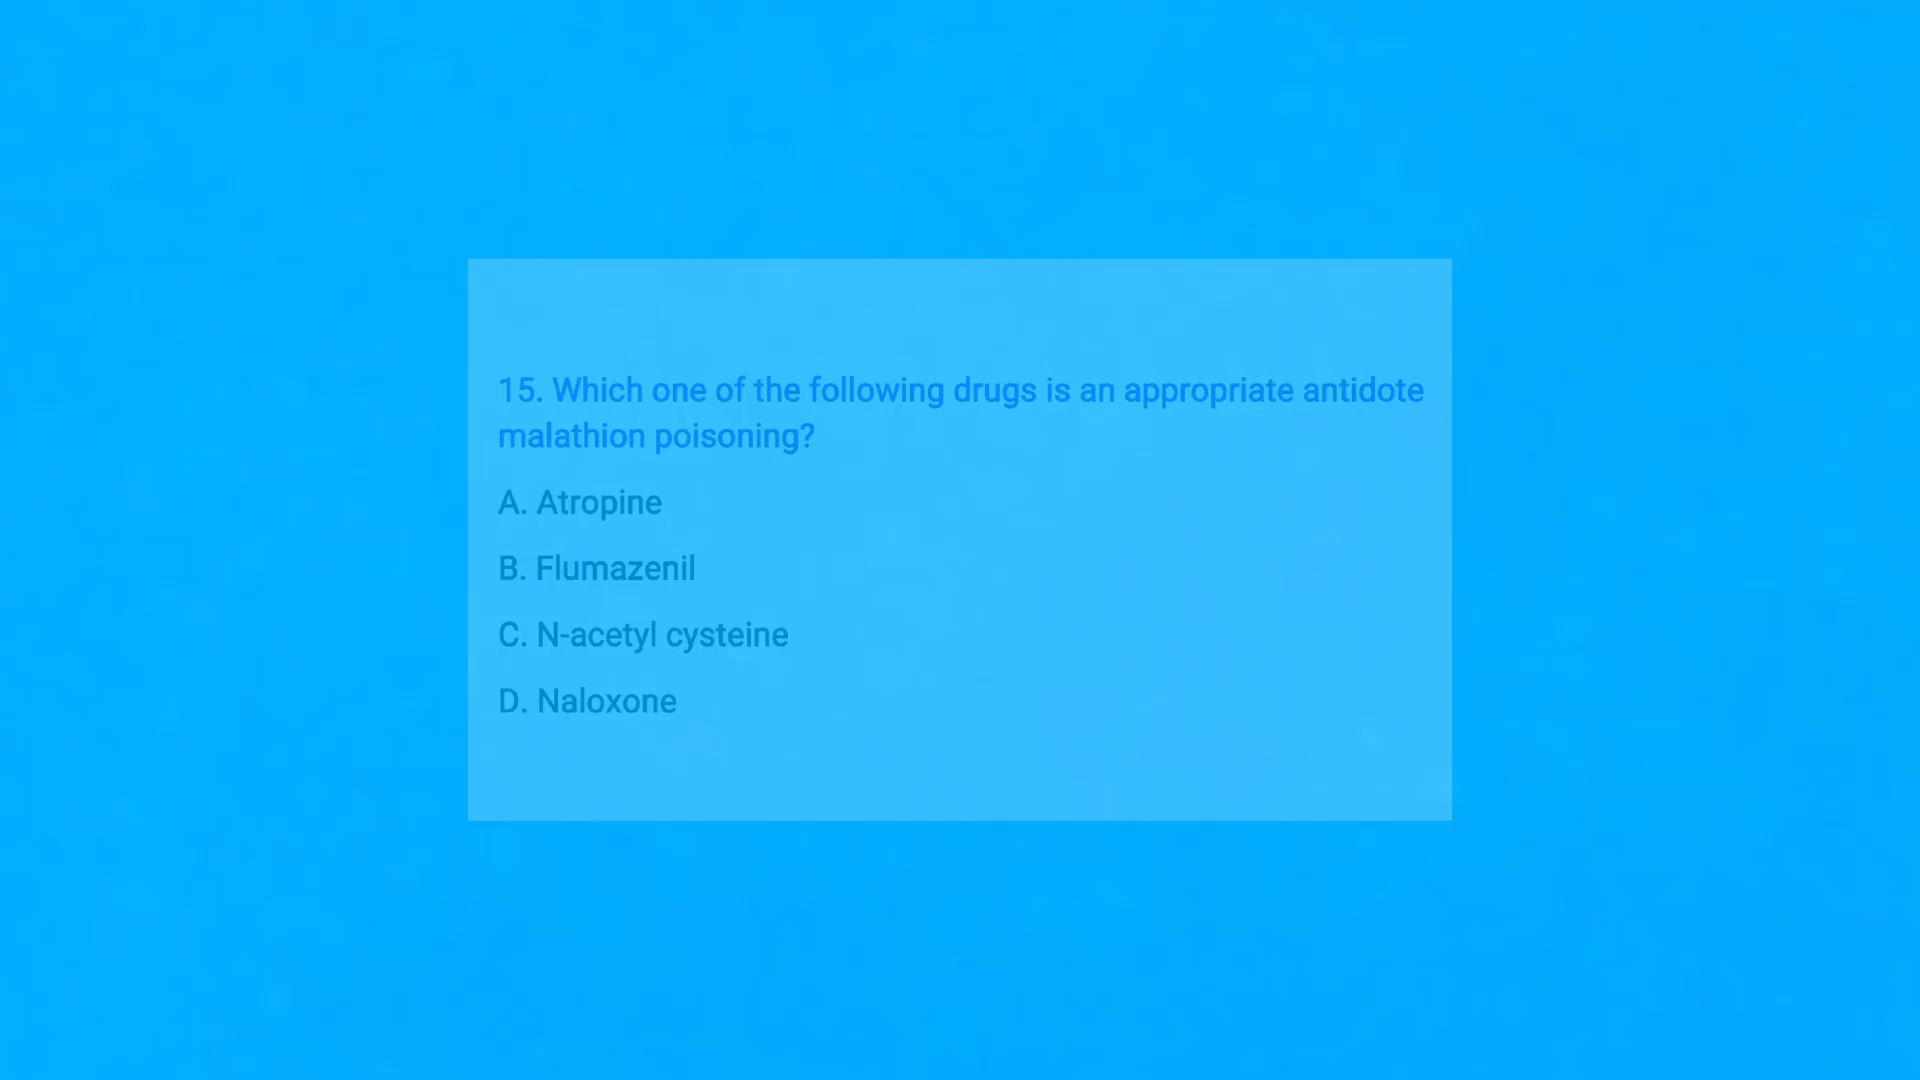 15. Which one of the following drugs is an appropriate antidote
malathion poisoning?
A. Atropine
B. Flumazenil
C. N-acetyl cysteine
D. Naloxone